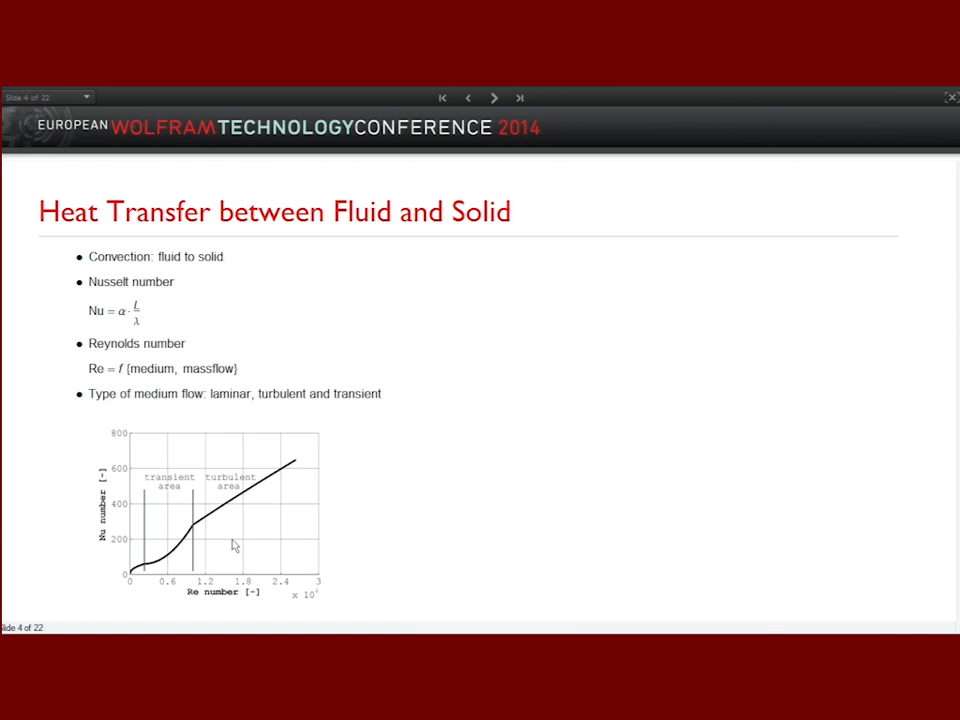 Slide 4 of 22
EUROPEAN WOLFRAMTECHNOLOGYCONFERENCE 2014
Heat Transfer between Fluid and Solid
● Convection: fluid to solid
● Nusselt number
Nu = α · L/λ
● Reynolds number
Re = f {medium, massflow}
● Type of medium flow: laminar, turbulent and transient
800
600
400
200
0
Nu number [-]
transient area
turbulent area
0 0.6 1.2 1.8 2.4 3
Re number [-]
x 10⁴
Slide 4 of 22